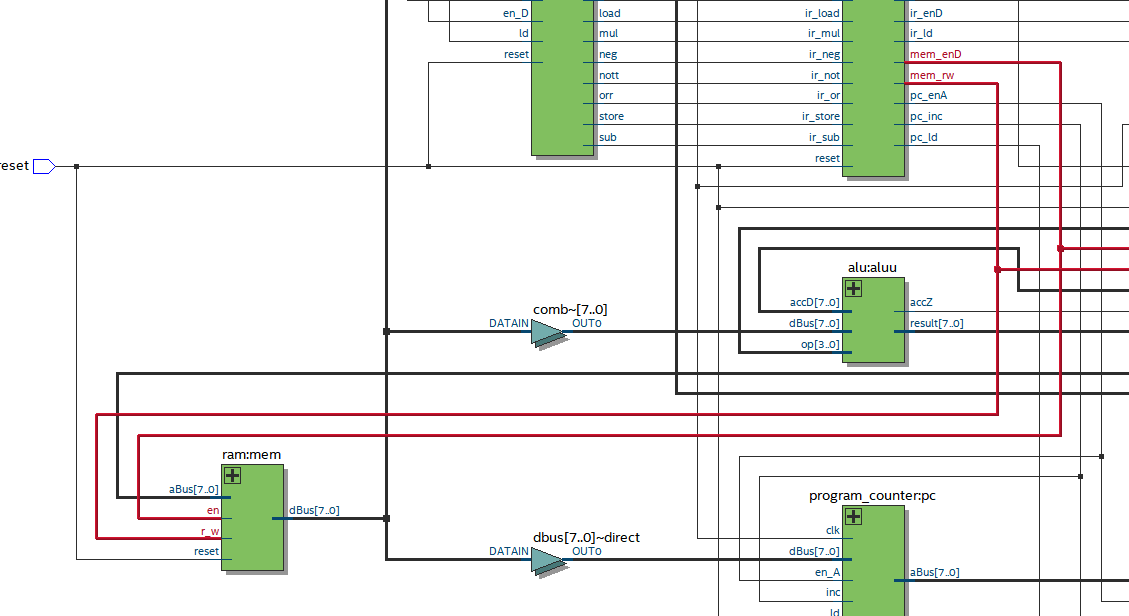 en_D
ld
reset
load
mul
neg
nott
orr
store
sub
ir_load
ir_mul
ir_neg
ir_not
ir_or
ir_store
ir_sub
reset
ir_enD
ir_ld
mem_enD
mem_rw
pc_enA
pc_inc
pc_ld
reset
alu:aluu
accD[7..0]
dBus[7..0]
op[3..0]
accZ
result[7..0]
comb~[7..0]
DATAIN
OUT0
ram:mem
aBus[7..0]
en
r_w
reset
dBus[7..0]
dbus[7..0]~direct
DATAIN
OUT0
program_counter:pc
clk
dBus[7..0]
en_A
inc
ld
aBus[7..0]